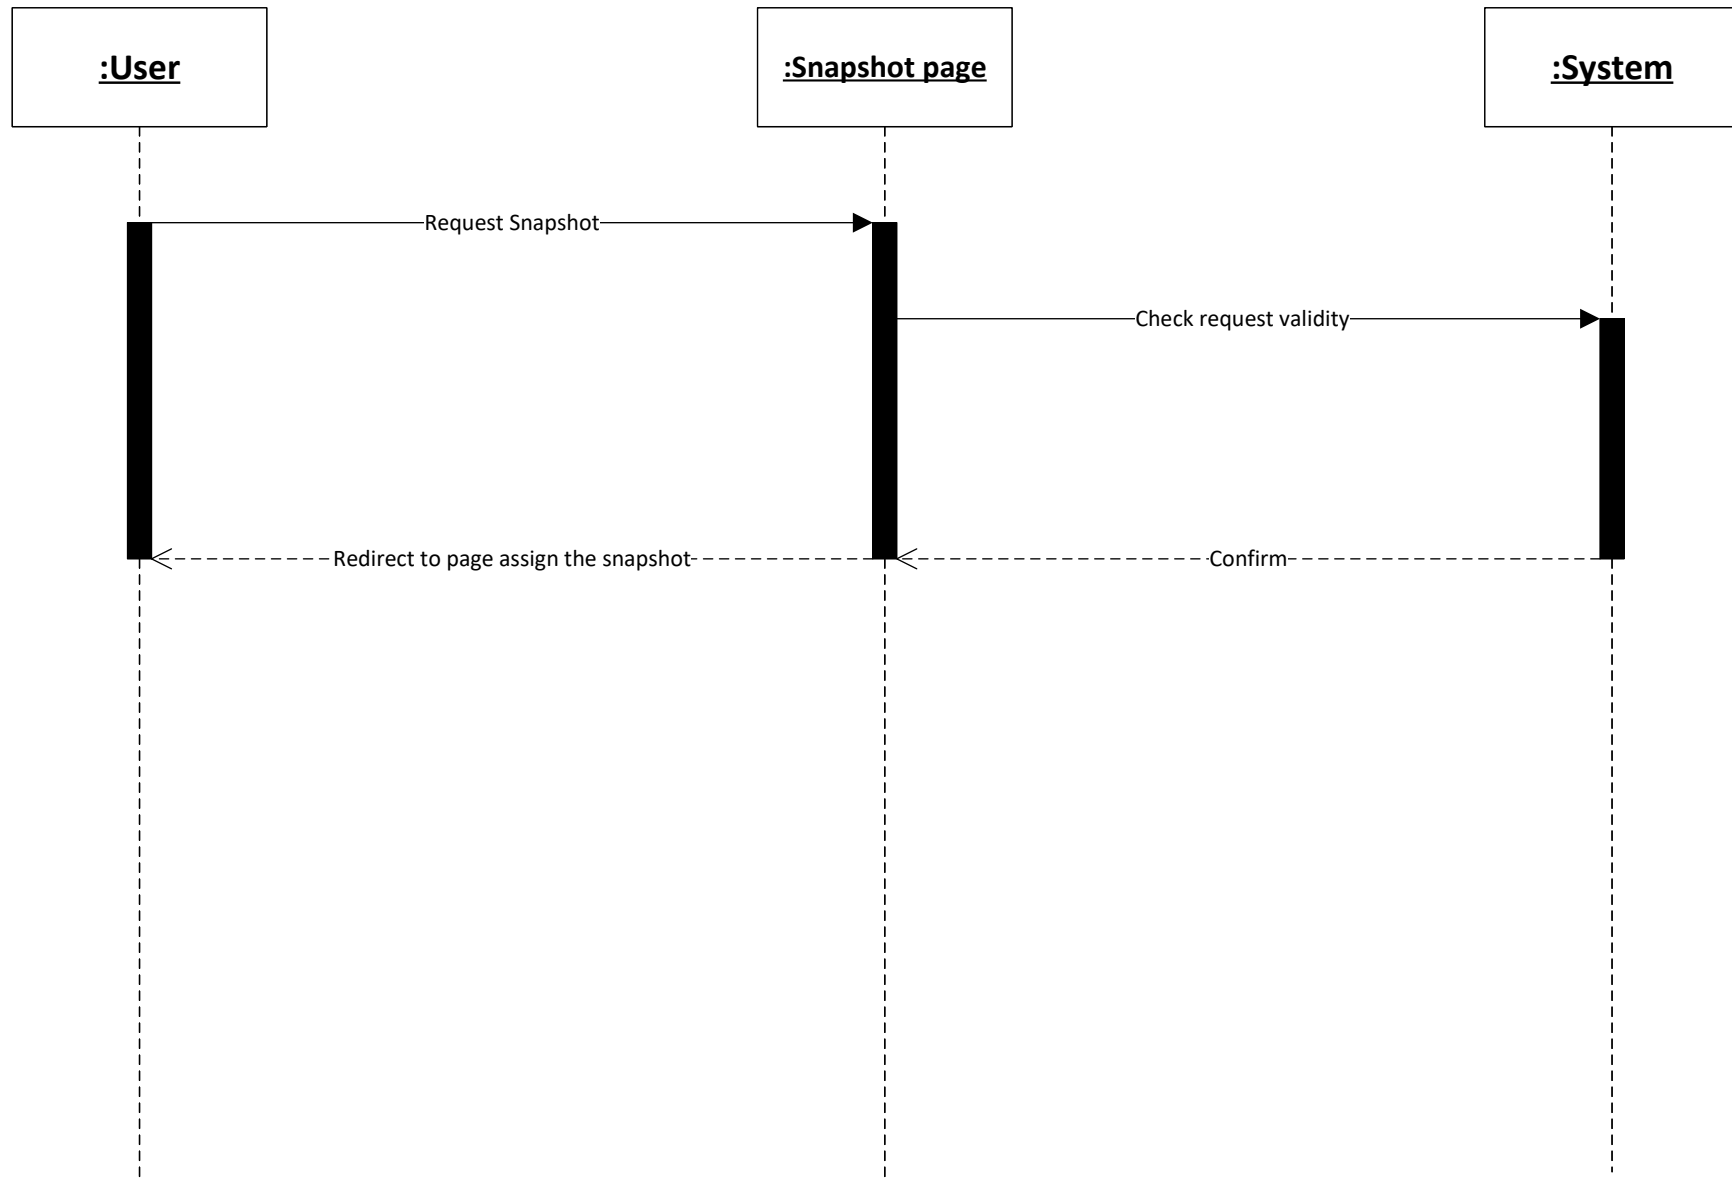 :User
:Snapshot page
:System
Request Snapshot
Check request validity
Redirect to page assign the snapshot
Confirm